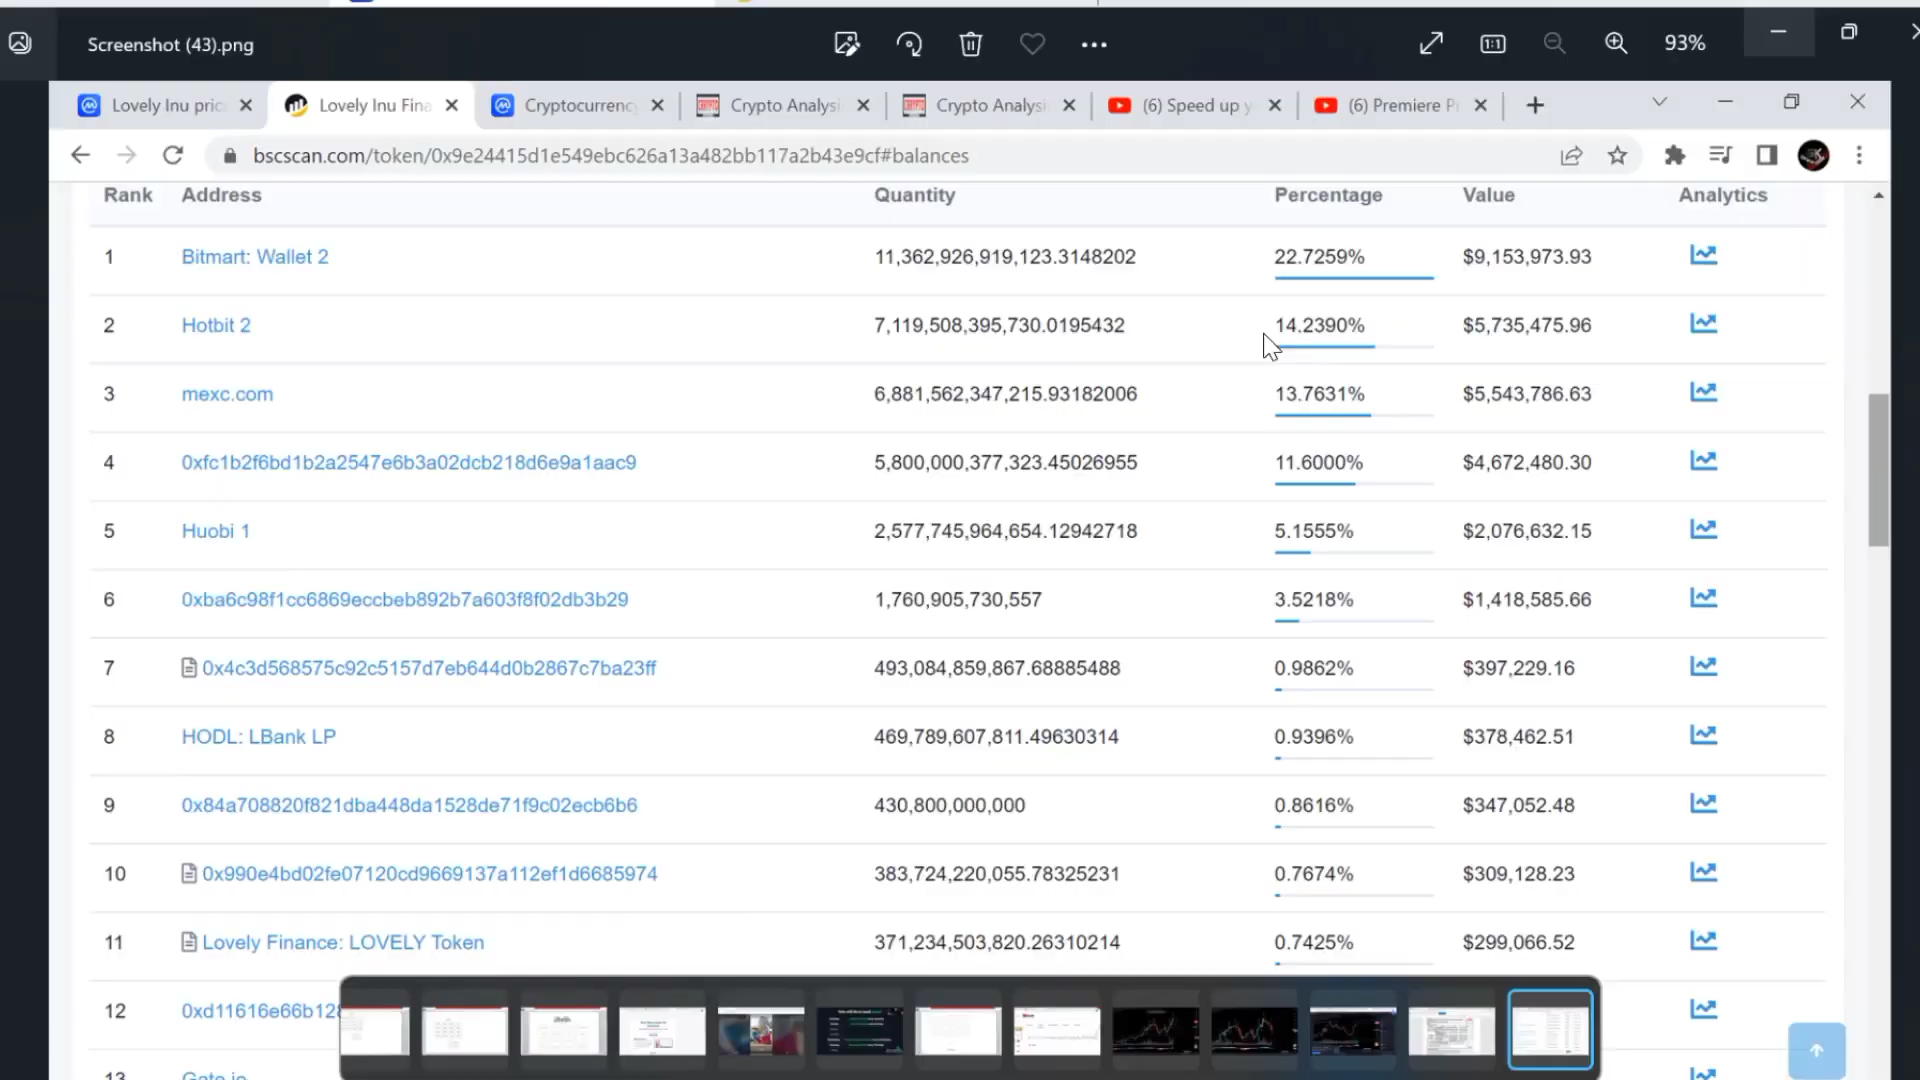 Screenshot (43).png
93%
Lovely Inu pric
Lovely Inu Fina
Cryptocurrenc
Crypto Analysi
Crypto Analysi
(6) Speed up y
(6) Premiere Pr
bscscan.com/token/0x9e24415d1e549ebc626a13a482bb117a2b43e9cf#balances
Rank Address Quantity Percentage Value Analytics
1 Bitmart: Wallet 2 11,362,926,919,123.3148202 22.7259% $9,153,973.93
2 Hotbit 2 7,119,508,395,730.0195432 14.2390% $5,735,475.96
3 mexc.com 6,881,562,347,215.93182006 13.7631% $5,543,786.63
4 0xfc1b2f6bd1b2a2547e6b3a02dcb218d6e9a1aac9 5,800,000,377,323.45026955 11.6000% $4,672,480.30
5 Huobi 1 2,577,745,964,654.12942718 5.1555% $2,076,632.15
6 0xba6c98f1cc6869eccbeb892b7a603f8f02db3b29 1,760,905,730,557 3.5218% $1,418,585.66
7 0x4c3d568575c92c5157d7eb644d0b2867c7ba23ff 493,084,859,867.68885488 0.9862% $397,229.16
8 HODL: LBank LP 469,789,607,811.49630314 0.9396% $378,462.51
9 0x84a708820f821dba448da1528de71f9c02ecb6b6 430,800,000,000 0.8616% $347,052.48
10 0x990e4bd02fe07120cd9669137a112ef1d6685974 383,724,220,055.78325231 0.7674% $309,128.23
11 Lovely Finance: LOVELY Token 371,234,503,820.26310214 0.7425% $299,066.52
12 0xd11616e66b128
13 Gate.io